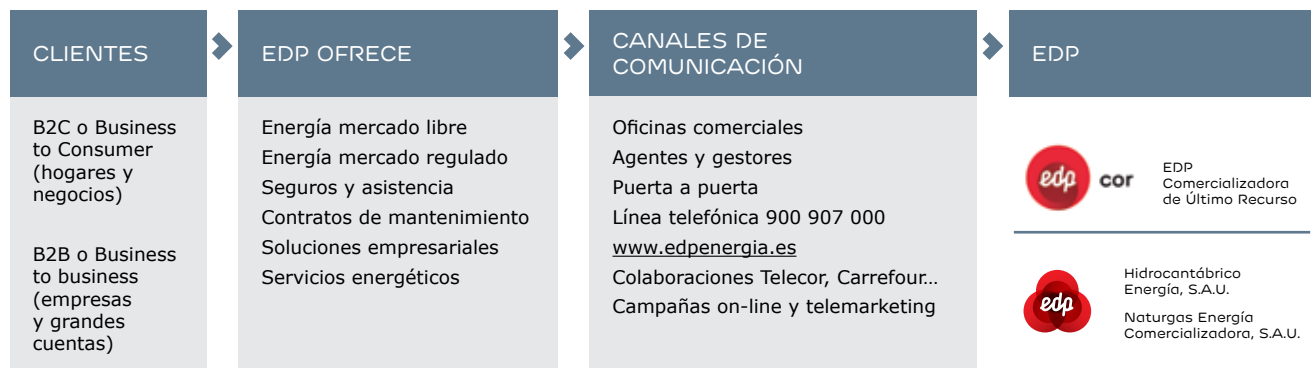 CLIENTES
B2C o Business
to Consumer
(hogares y
negocios)
B2B o Business
to business
(empresas
y grandes
cuentas)
EDP OFRECE
Energía mercado libre
Energía mercado regulado
Seguros y asistencia
Contratos de mantenimiento
Soluciones empresariales
Servicios energéticos
CANALES DE
COMUNICACIÓN
Oficinas comerciales
Agentes y gestores
Puerta a puerta
Línea telefónica 900 907 000
www.edpenergia.es
Colaboraciones Telecor, Carrefour...
Campañas on-line y telemarketing
EDP
edp cor
EDP
Comercializadora
de Último Recurso
edp
Hidrocantábrico
Energía, S.A.U.
Naturgas Energía
Comercializadora, S.A.U.